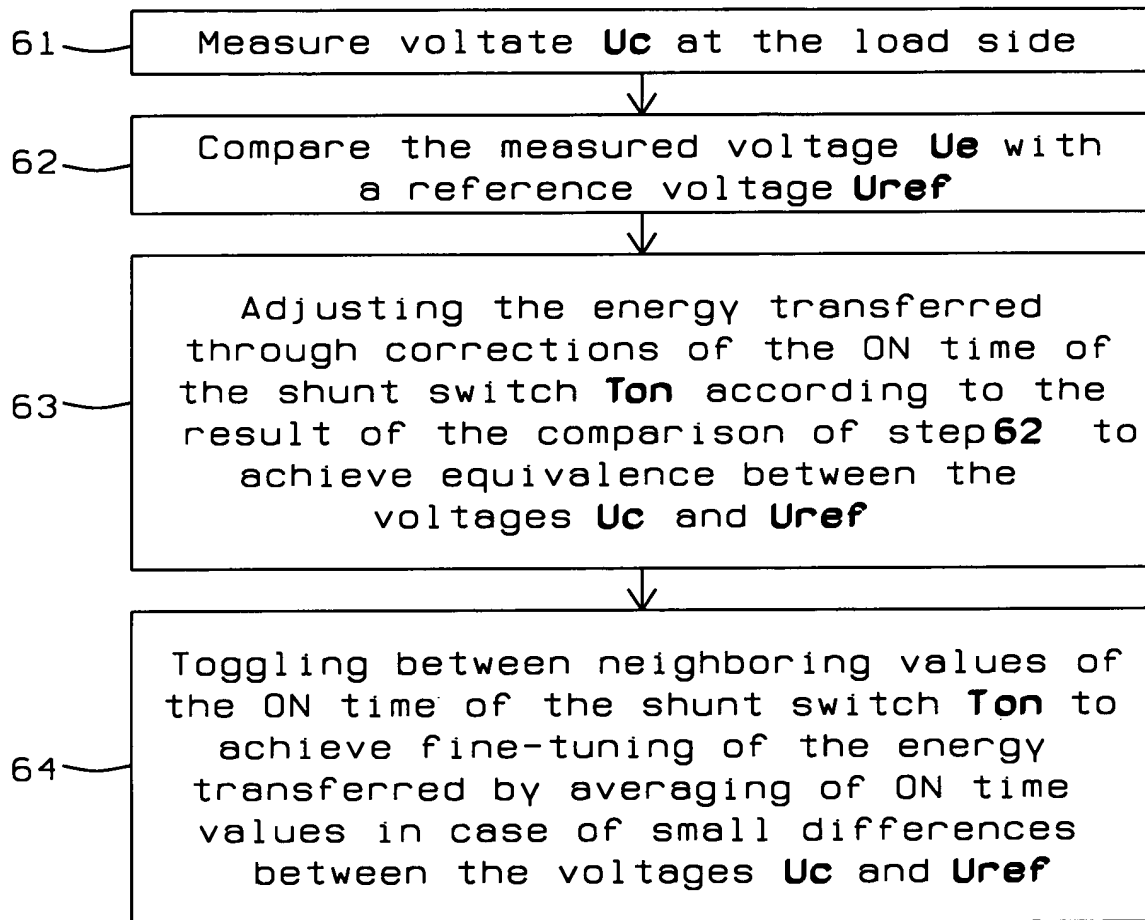 61
Measure voltate Uc at the load side
62
Compare the measured voltage Ue with
a reference voltage Uref
63
Adjusting the energy transferred
through corrections of the ON time of
the shunt switch Ton according to the
result of the comparison of step 62 to
achieve equivalence between the
voltages Uc and Uref
64
Toggling between neighboring values of
the ON time of the shunt switch Ton to
achieve fine-tuning of the energy
transferred by averaging of ON time
values in case of small differences
between the voltages Uc and Uref